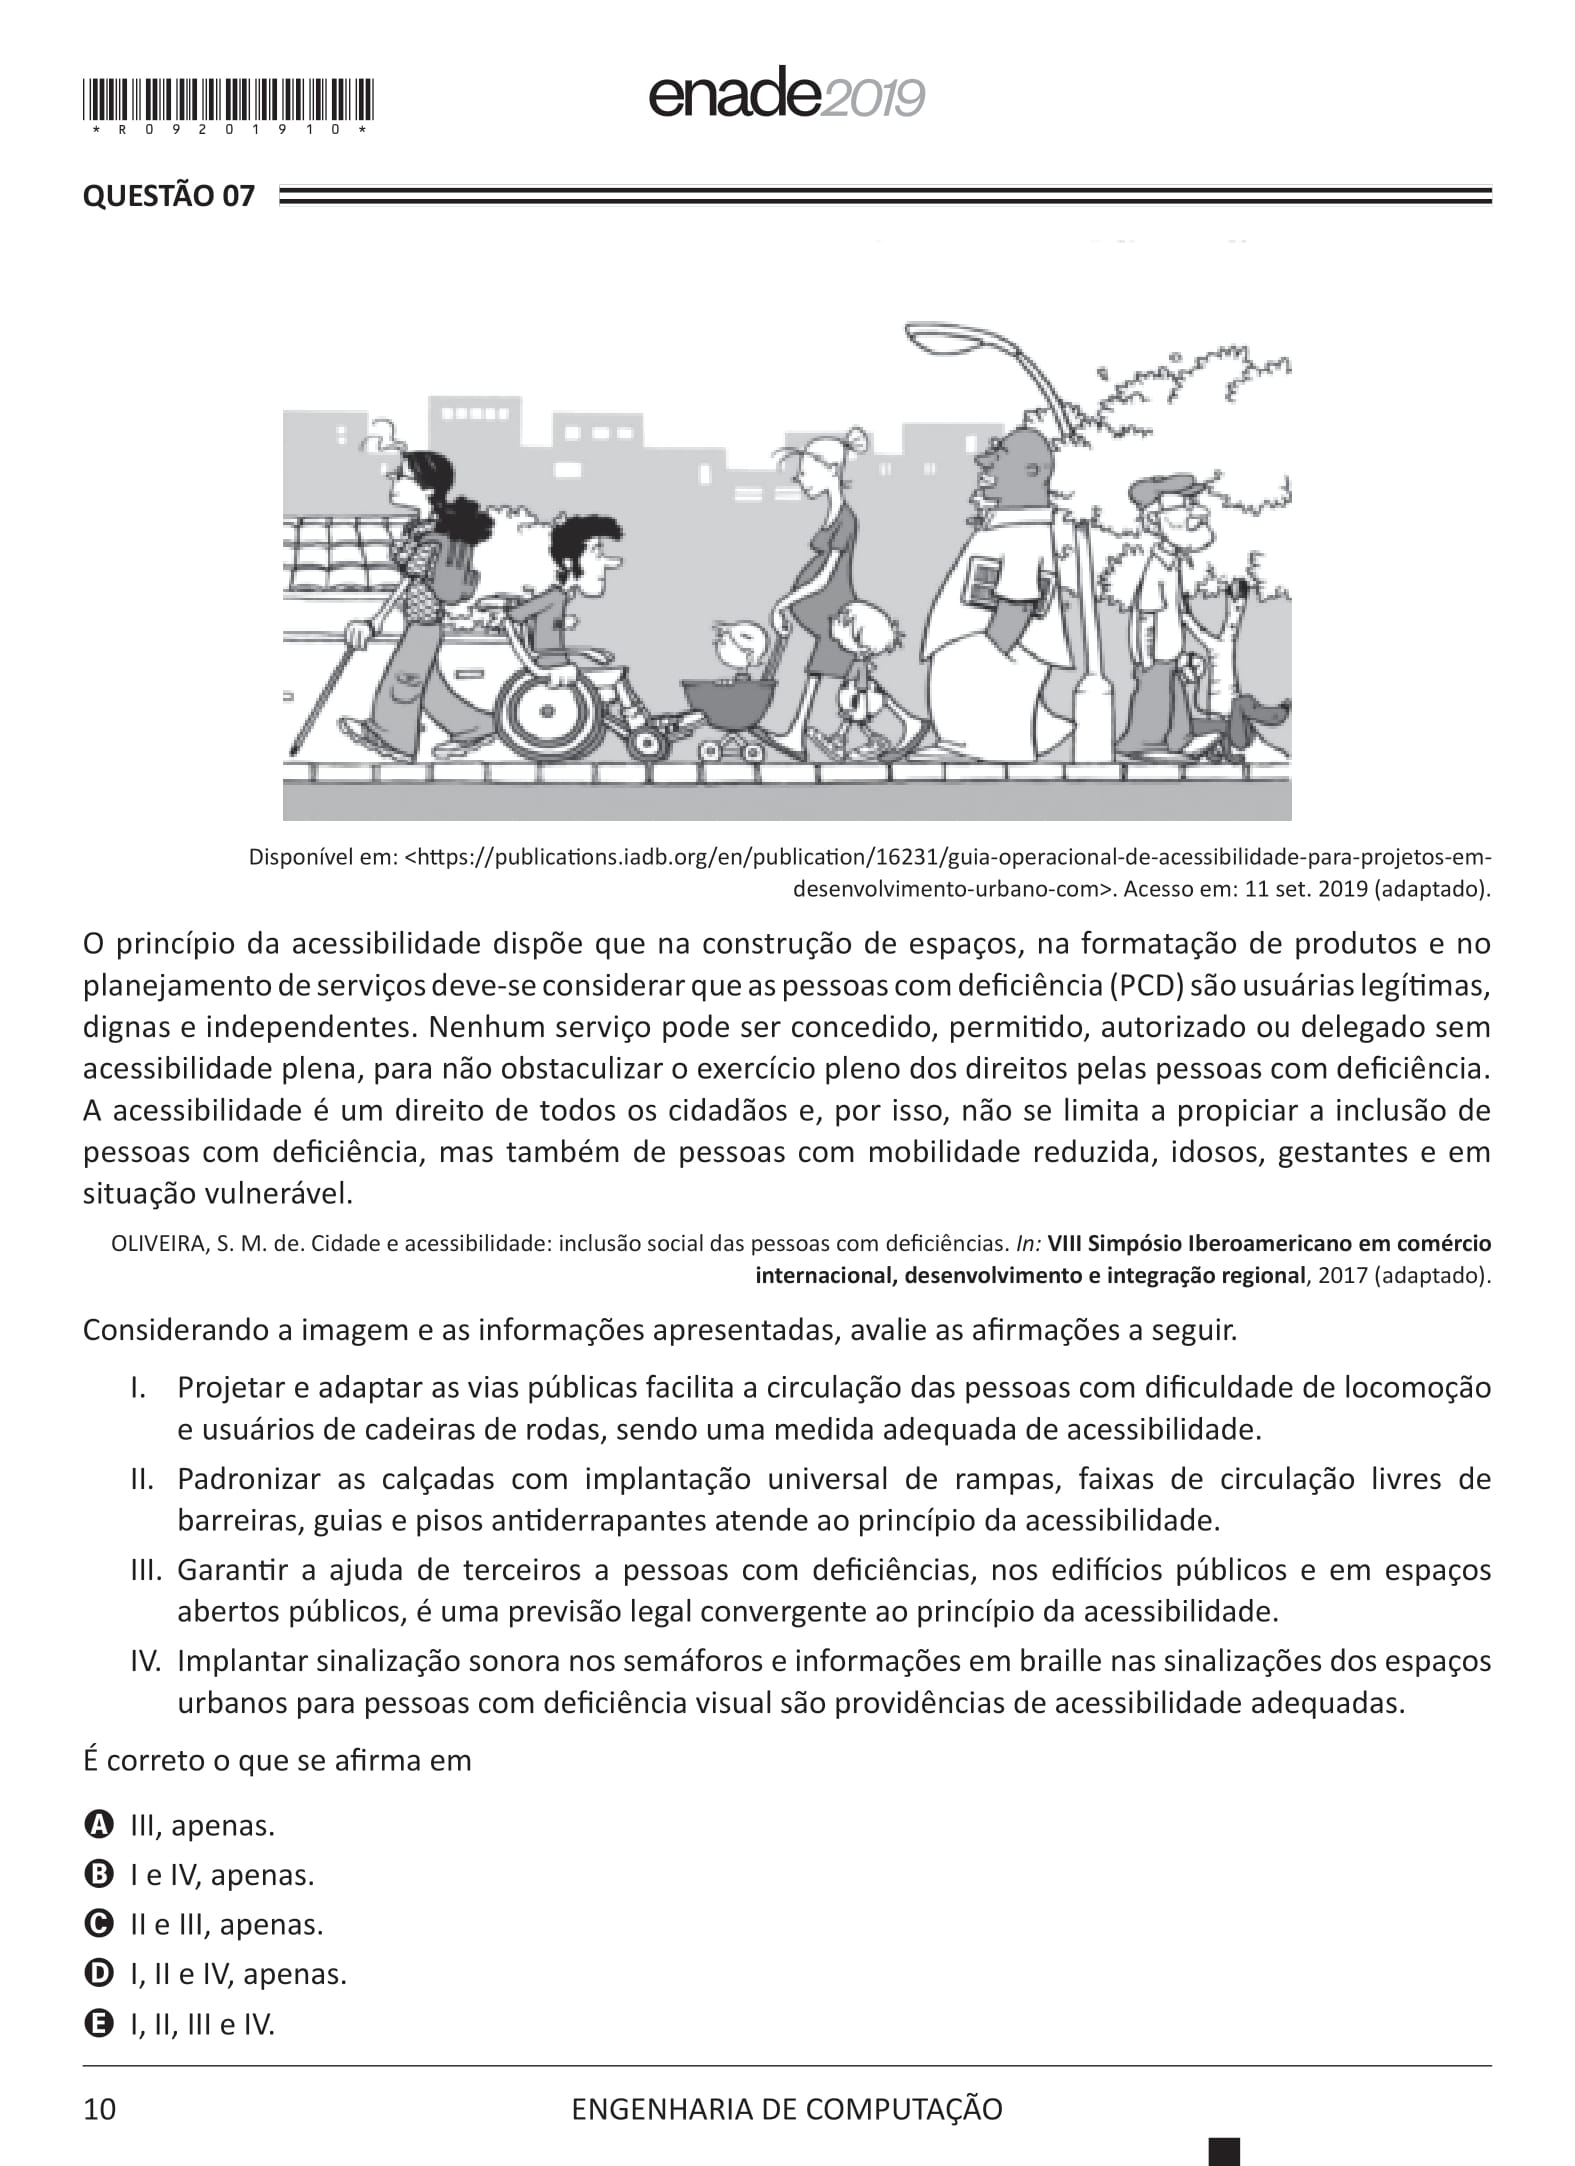 *R09201910*
enade2019
QUESTÃO 07
Disponível em: <https://publications.iadb.org/en/publication/16231/guia-operacional-de-acessibilidade-para-projetos-em-
desenvolvimento-urbano-com>. Acesso em: 11 set. 2019 (adaptado).
O princípio da acessibilidade dispõe que na construção de espaços, na formatação de produtos e no
planejamento de serviços deve-se considerar que as pessoas com deficiência (PCD) são usuárias legítimas,
dignas e independentes. Nenhum serviço pode ser concedido, permitido, autorizado ou delegado sem
acessibilidade plena, para não obstaculizar o exercício pleno dos direitos pelas pessoas com deficiência.
A acessibilidade é um direito de todos os cidadãos e, por isso, não se limita a propiciar a inclusão de
pessoas com deficiência, mas também de pessoas com mobilidade reduzida, idosos, gestantes e em
situação vulnerável.
OLIVEIRA, S. M. de. Cidade e acessibilidade: inclusão social das pessoas com deficiências. In: VIII Simpósio Iberoamericano em comércio
internacional, desenvolvimento e integração regional, 2017 (adaptado).
Considerando a imagem e as informações apresentadas, avalie as afirmações a seguir.
I. Projetar e adaptar as vias públicas facilita a circulação das pessoas com dificuldade de locomoção
e usuários de cadeiras de rodas, sendo uma medida adequada de acessibilidade.
II. Padronizar as calçadas com implantação universal de rampas, faixas de circulação livres de
barreiras, guias e pisos antiderrapantes atende ao princípio da acessibilidade.
III. Garantir a ajuda de terceiros a pessoas com deficiências, nos edifícios públicos e em espaços
abertos públicos, é uma previsão legal convergente ao princípio da acessibilidade.
IV. Implantar sinalização sonora nos semáforos e informações em braille nas sinalizações dos espaços
urbanos para pessoas com deficiência visual são providências de acessibilidade adequadas.
É correto o que se afirma em
A III, apenas.
B I e IV, apenas.
C II e III, apenas.
D I, II e IV, apenas.
E I, II, III e IV.
10 ENGENHARIA DE COMPUTAÇÃO